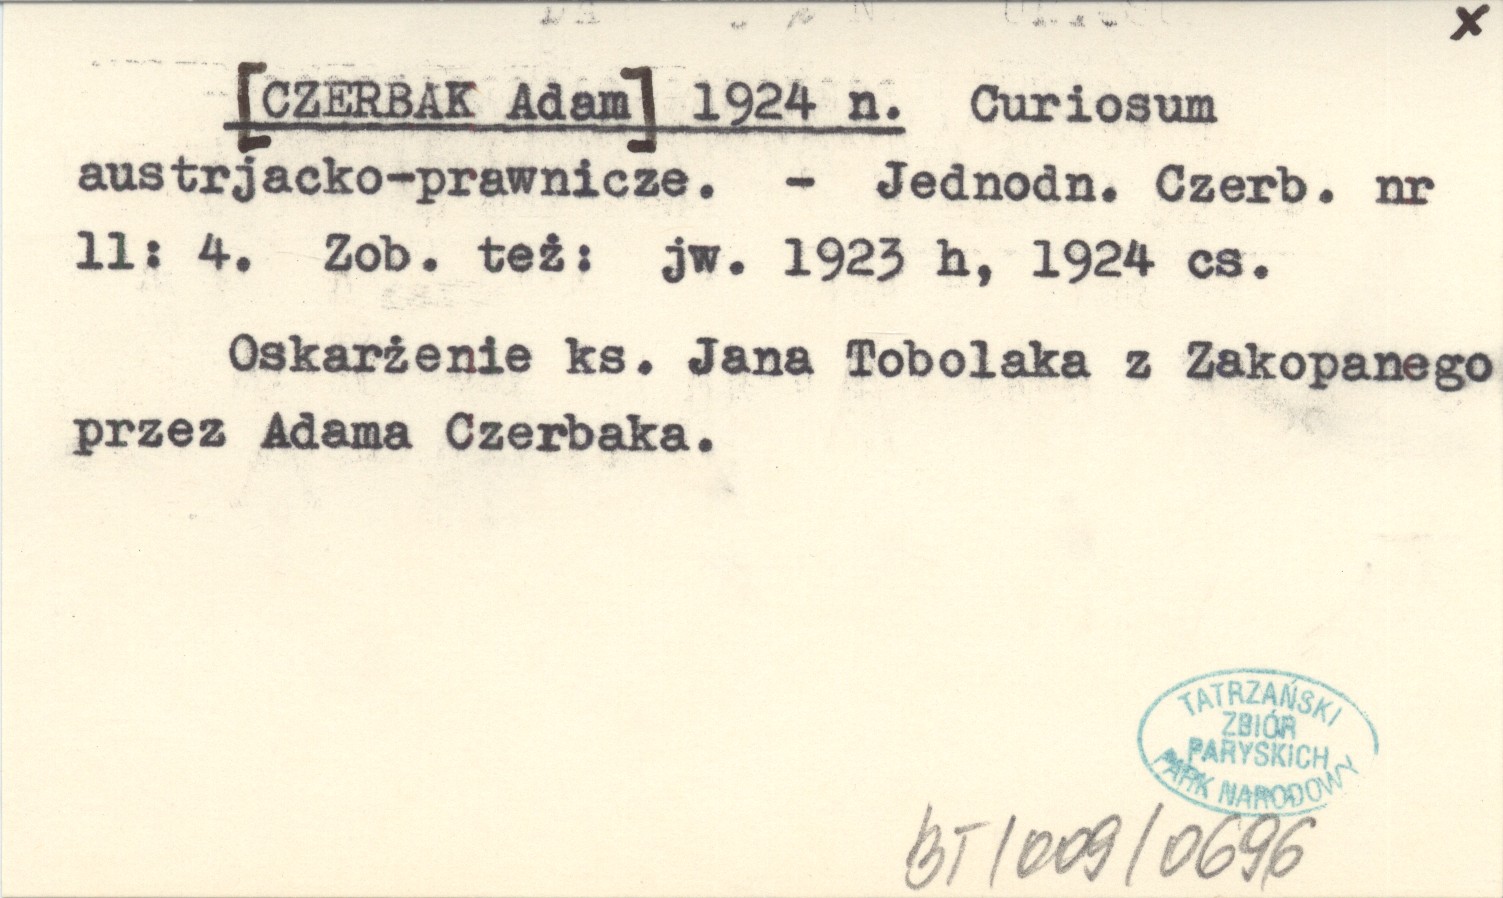 x
[CZERBAK Adam] 1924 n. Curiosum
austrjacko-prawnicze. - Jednodn. Czerb. nr
11: 4. Zob. też: jw. 1923 h, 1924 cs.
Oskarżenie ks. Jana Tobolaka z Zakopanego
przez Adama Czerbaka.
TATRZAŃSKI
ZBIÓR
PARYSKICH
PARK NARODOWY
BT/009/0696